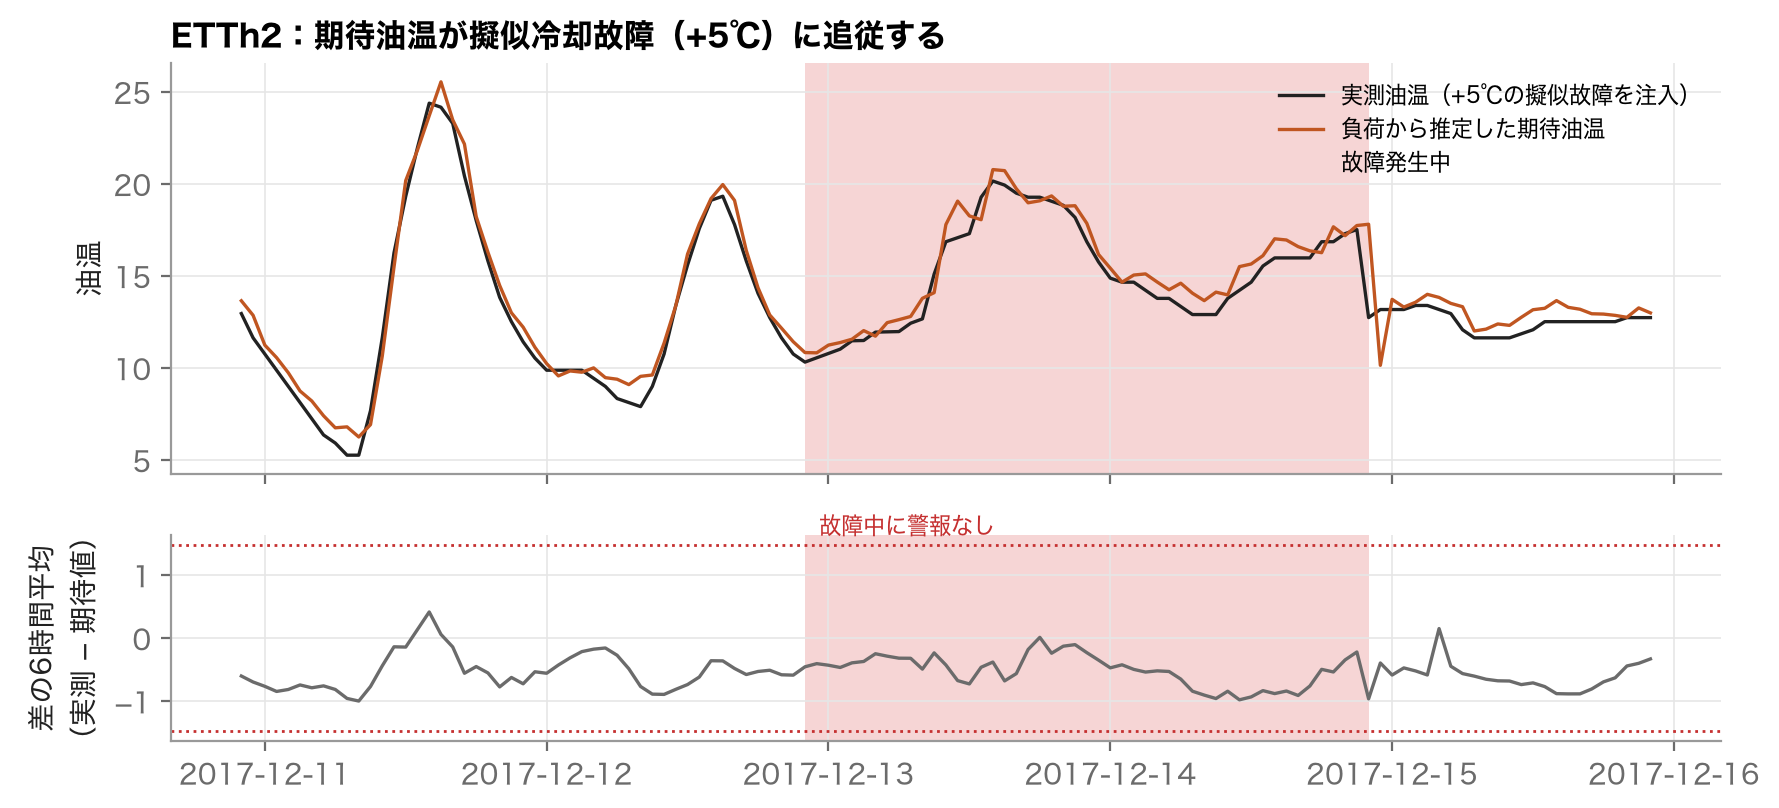 ETTh2：期待油温が擬似冷却故障（+5℃）に追従する
実測油温（+5℃の擬似故障を注入）
負荷から推定した期待油温
故障発生中
油温
25
20
15
10
5
故障中に警報なし
差の6時間平均
（実測 − 期待値）
1
0
−1
2017-12-11
2017-12-12
2017-12-13
2017-12-14
2017-12-15
2017-12-16